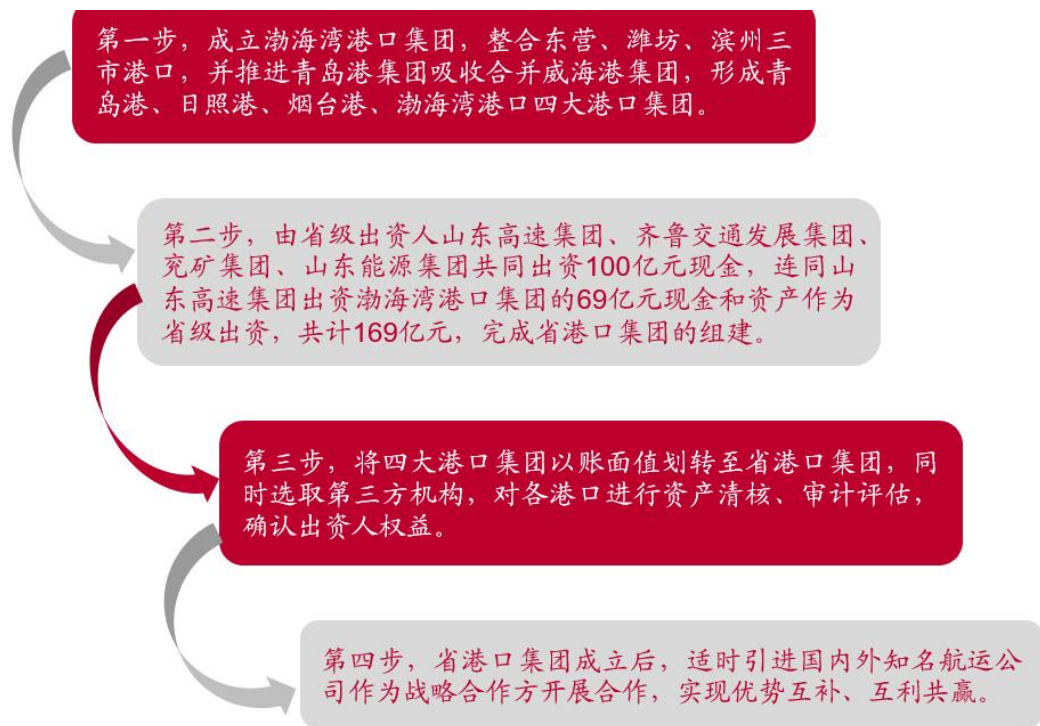 第一步，成立渤海湾港口集团，整合东营、潍坊、滨州三
市港口，并推进青岛港集团吸收合并威海港集团，形成青
岛港、日照港、烟台港、渤海湾港口四大港口集团。
第二步，由省级出资人山东高速集团、齐鲁交通发展集团、
兖矿集团、山东能源集团共同出资100亿元现金，连同山
东高速集团出资渤海湾港口集团的69亿元现金和资产作为
省级出资，共计169亿元，完成省港口集团的组建。
第三步，将四大港口集团以账面值划转至省港口集团，同
时选取第三方机构，对各港口进行资产清核、审计评估，
确认出资人权益。
第四步，省港口集团成立后，适时引进国内外知名航运公
司作为战略合作方开展合作，实现优势互补、互利共赢。